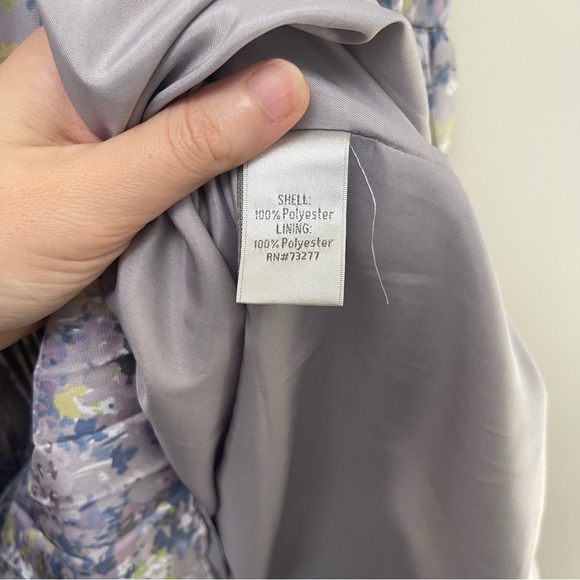 SHELL:
100% Polyester
LINING:
100% Polyester
RN#73277